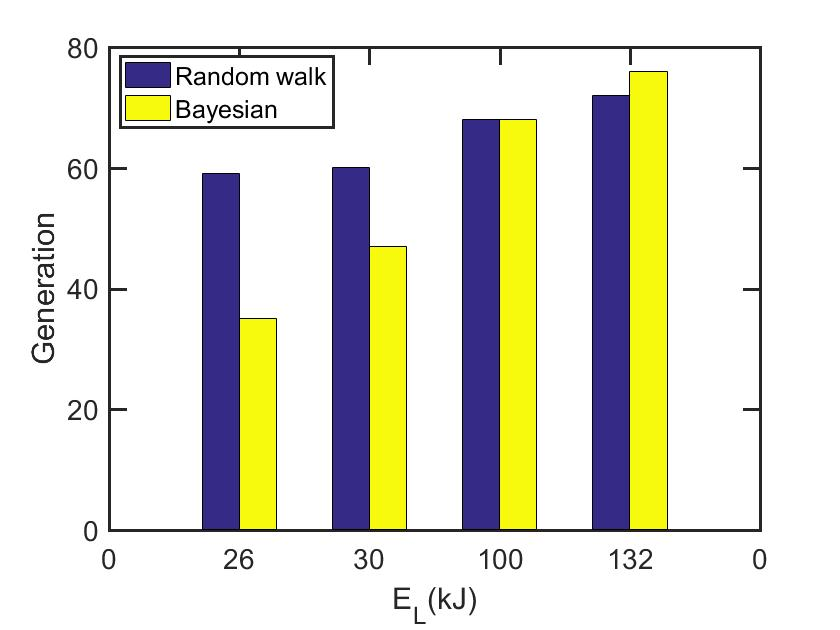 80
60
40
20
0
Generation
Random walk
Bayesian
0 26 30 100 132 0
E_L(kJ)